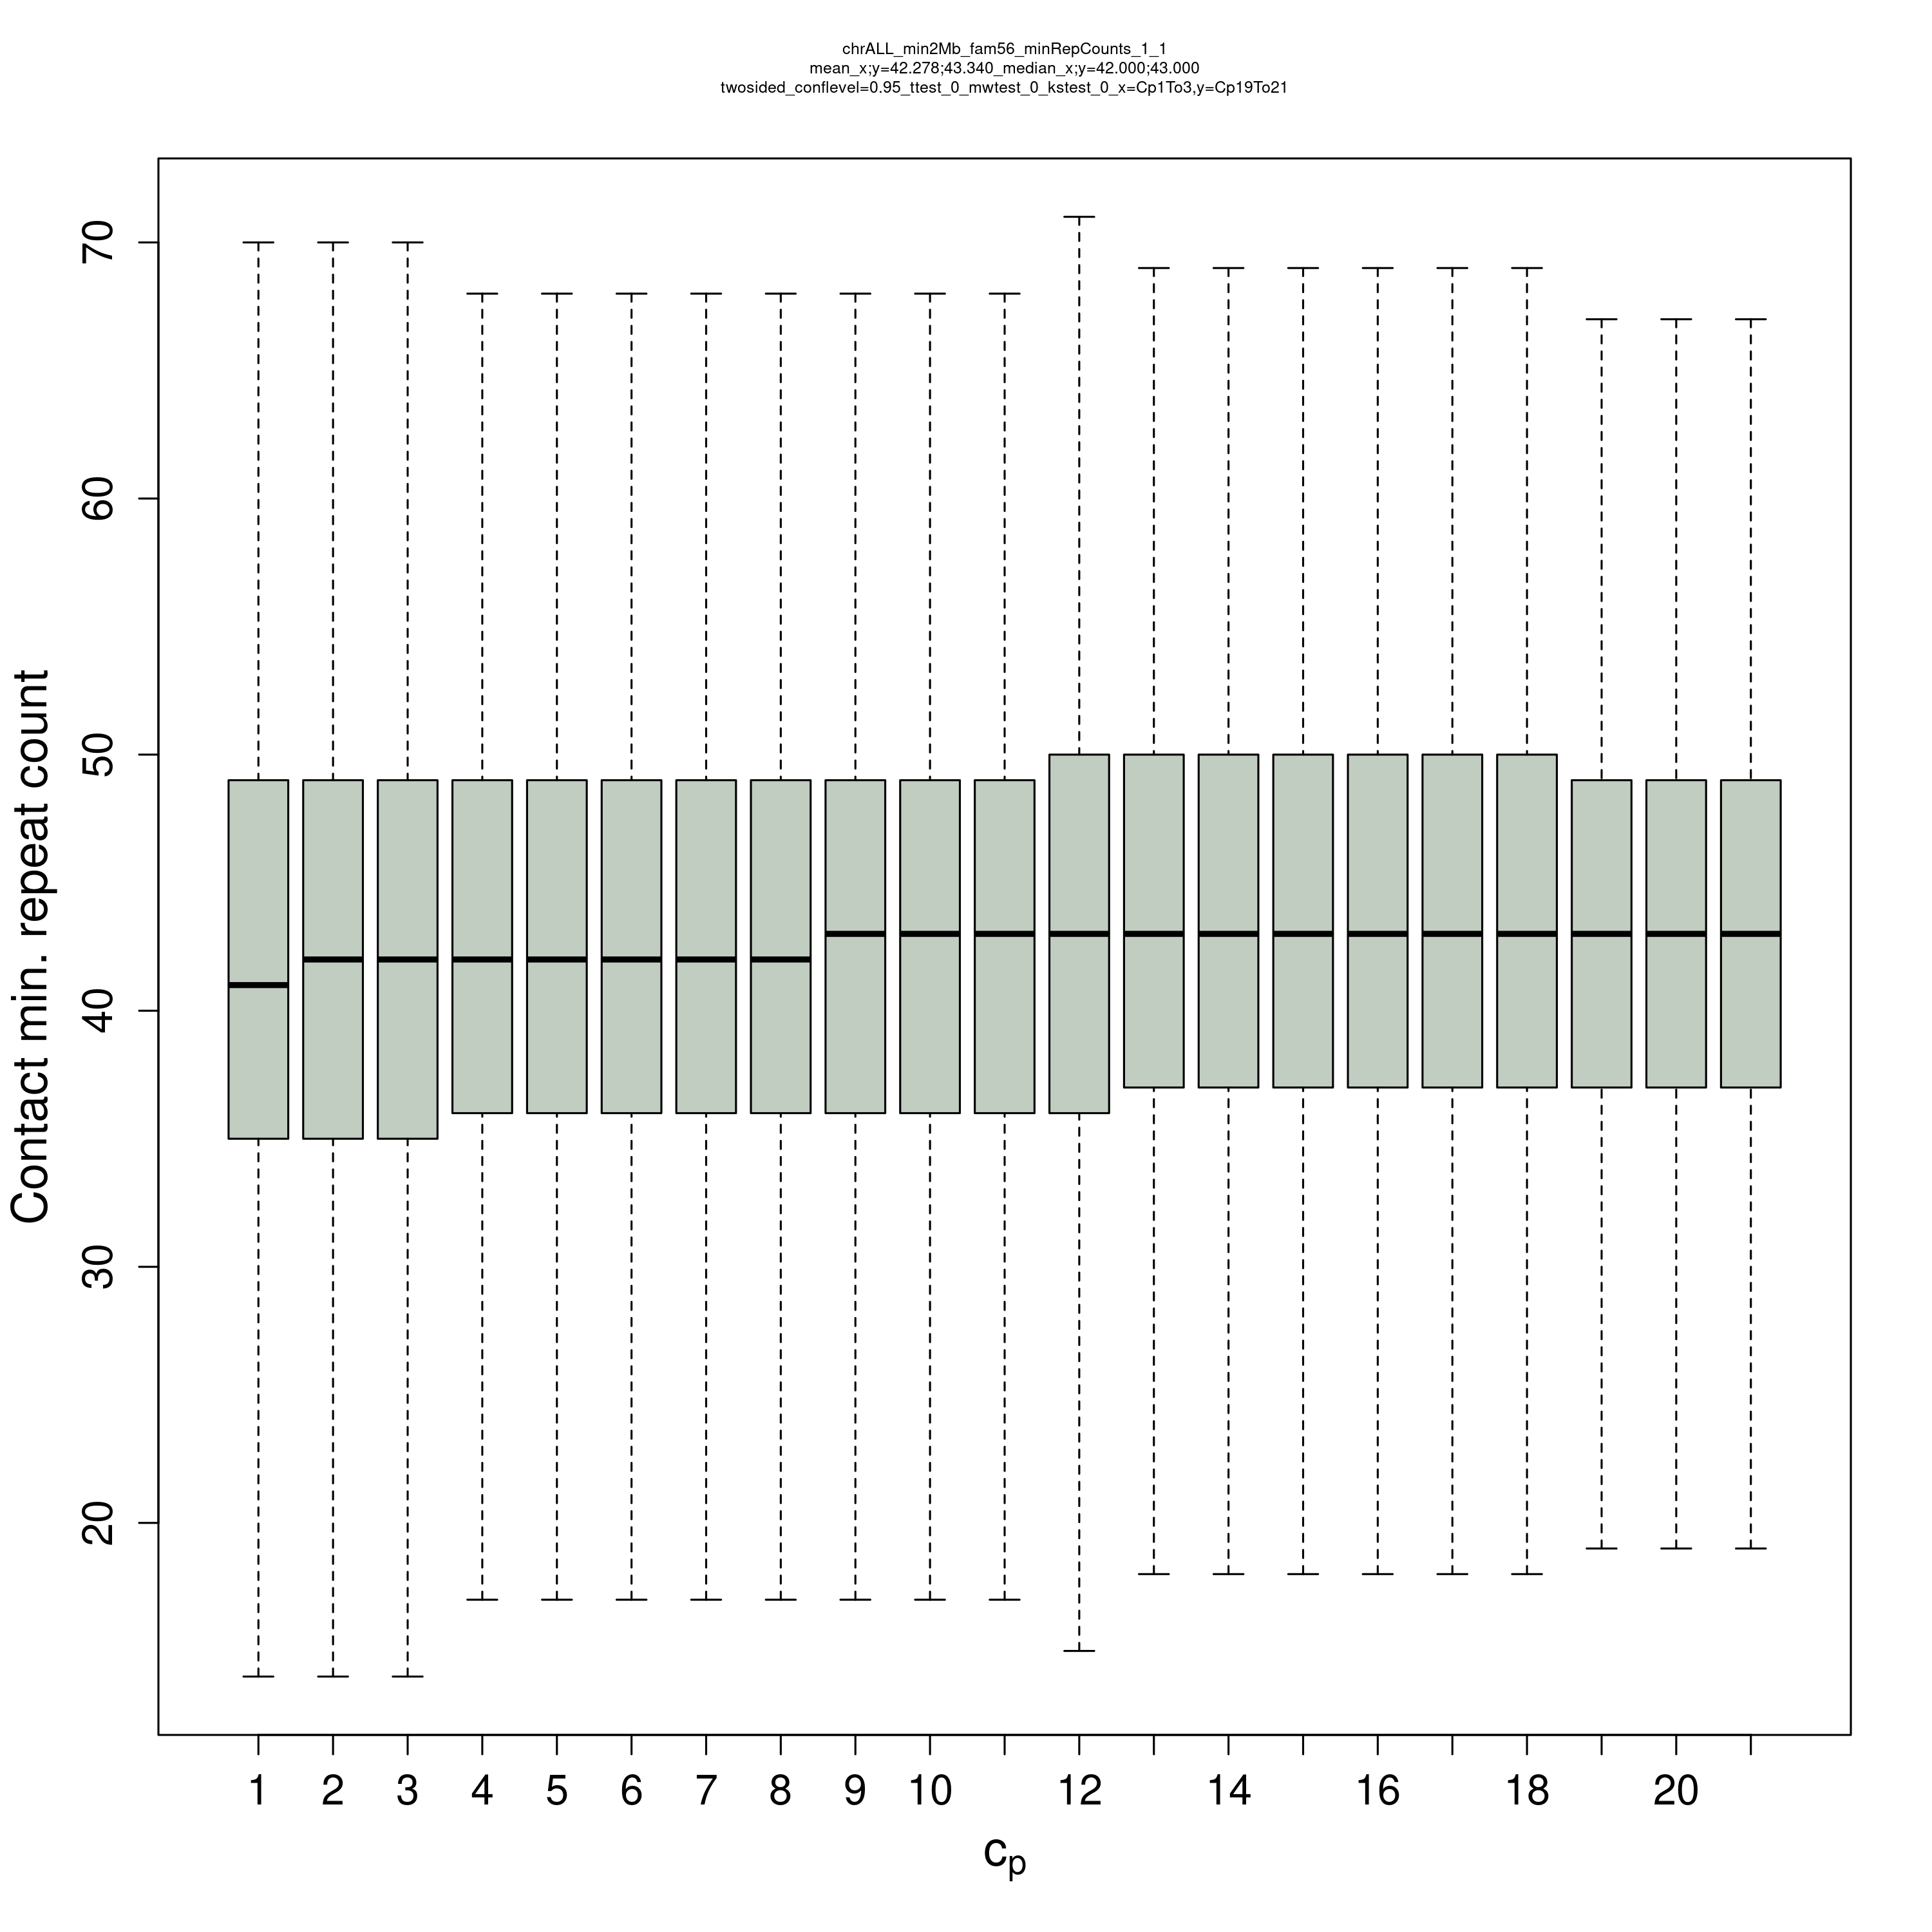 chrALL_min2Mb_fam56_minRepCounts_1_1
mean_x;y=42.278;43.340_median_x;y=42.000;43.000
twosided_conflevel=0.95_ttest_0_mwtest_0_kstest_0_x=Cp1To3,y=Cp19To21
Contact min. repeat count
70
60
50
40
30
20
1 2 3 4 5 6 7 8 9 10 12 14 16 18 20
cp